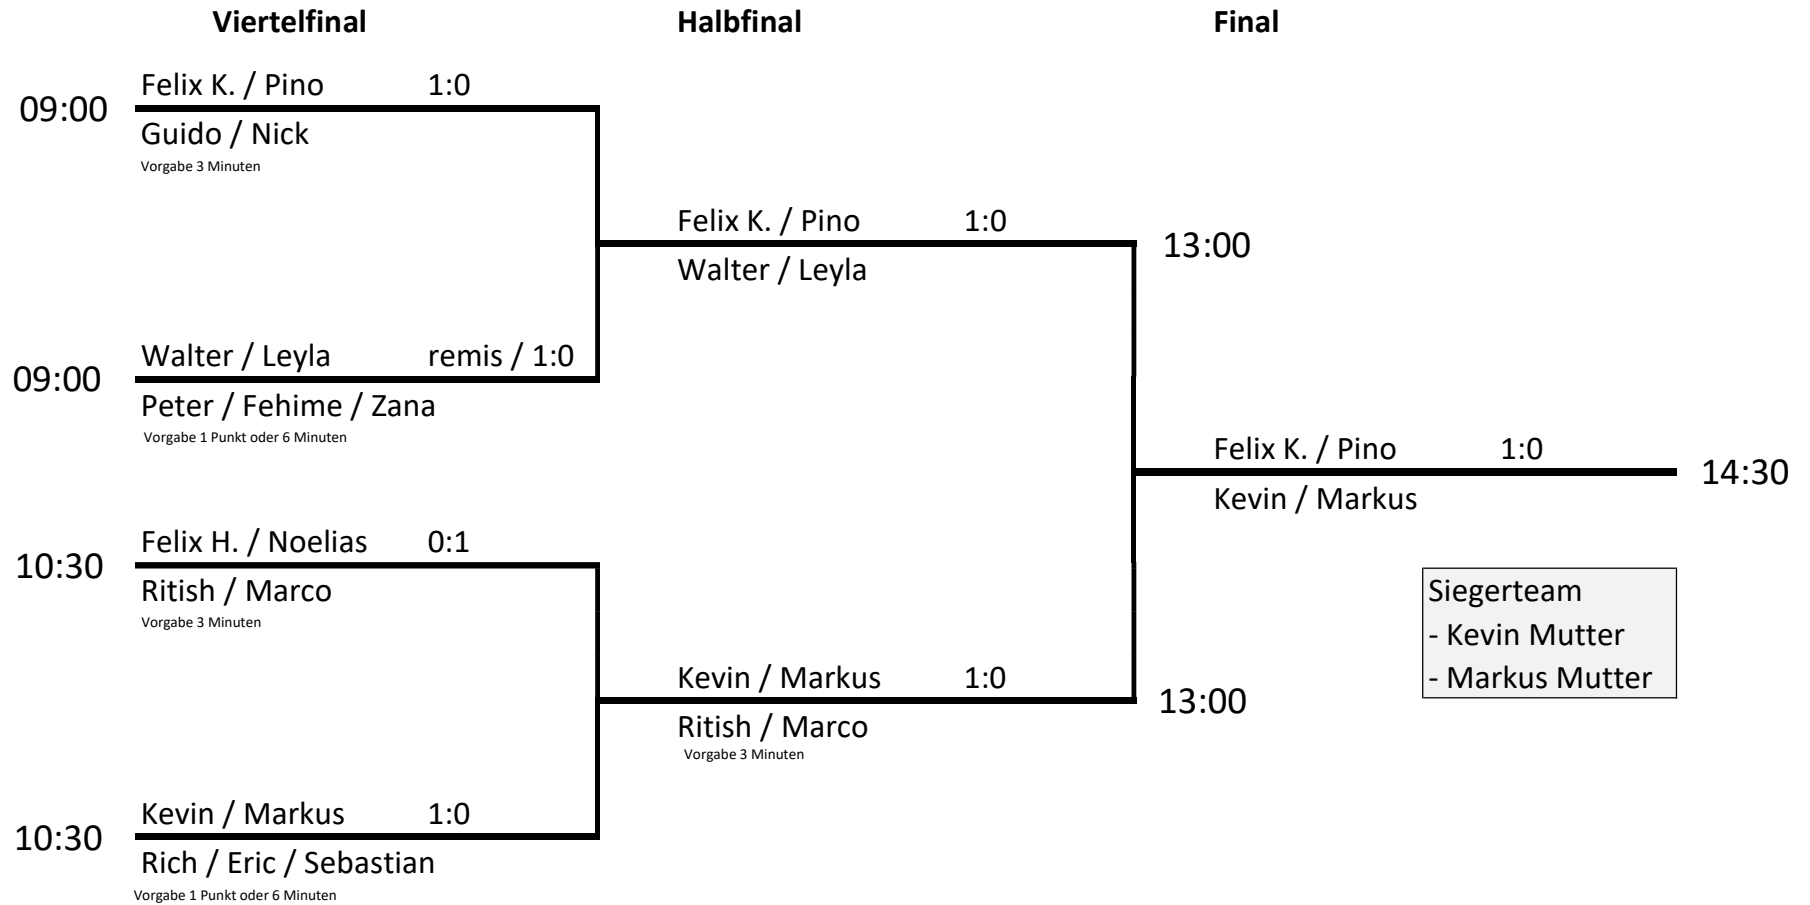 Viertelfinal Halbfinal Final
Felix K. / Pino 1:0
09:00
Guido / Nick
Vorgabe 3 Minuten
Felix K. / Pino 1:0
13:00
Walter / Leyla
Walter / Leyla remis / 1:0
09:00
Peter / Fehime / Zana
Vorgabe 1 Punkt oder 6 Minuten
Felix K. / Pino 1:0
14:30
Kevin / Markus
Felix H. / Noelias 0:1
10:30
Ritish / Marco
Vorgabe 3 Minuten
Siegerteam
- Kevin Mutter
- Markus Mutter
Kevin / Markus 1:0
13:00
Ritish / Marco
Vorgabe 3 Minuten
Kevin / Markus 1:0
10:30
Rich / Eric / Sebastian
Vorgabe 1 Punkt oder 6 Minuten